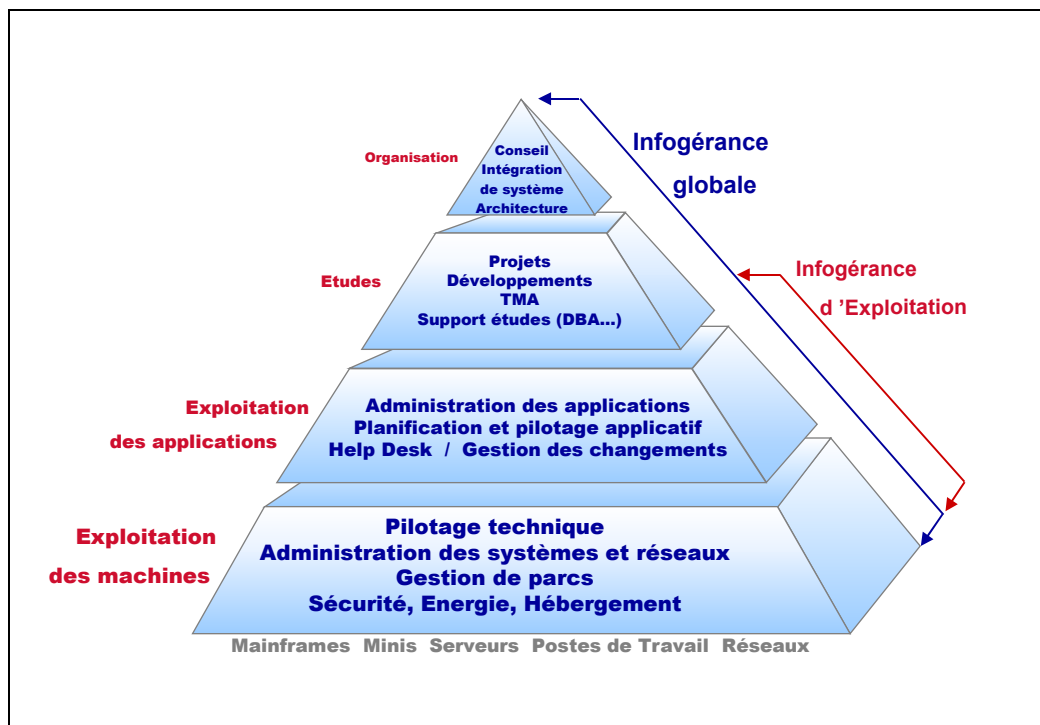 Organisation
Conseil
Intégration
de système
Architecture
Infogérance
globale
Etudes
Projets
Développements
TMA
Support études (DBA...)
Infogérance
d ’Exploitation
Exploitation
des applications
Administration des applications
Planification et pilotage applicatif
Help Desk / Gestion des changements
Exploitation
des machines
Pilotage technique
Administration des systèmes et réseaux
Gestion de parcs
Sécurité, Energie, Hébergement
Mainframes Minis Serveurs Postes de Travail Réseaux